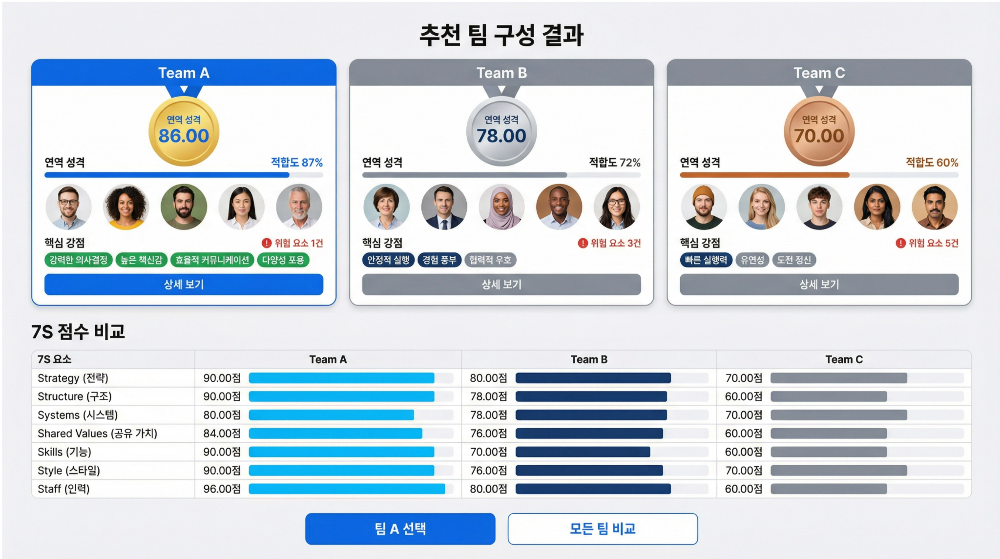 추천 팀 구성 결과
Team A
연역 성격
86.00
연역 성격 적합도 87%
핵심 강점 ! 위험 요소 1건
강력한 의사결정 높은 책신감 효율적 커뮤니케이션 다양성 포용
상세 보기
Team B
연역 성격
78.00
연역 성격 적합도 72%
핵심 강점 ! 위험 요소 3건
안정적 실행 경험 풍부 협력적 우호
상세 보기
Team C
연역 성격
70.00
연역 성격 적합도 60%
핵심 강점 ! 위험 요소 5건
빠른 실행력 유연성 도전 정신
상세 보기
7S 점수 비교
7S 요소 Team A Team B Team C
Strategy (전략) 90.00점 80.00점 70.00점
Structure (구조) 90.00점 78.00점 60.00점
Systems (시스템) 80.00점 78.00점 70.00점
Shared Values (공유 가치) 84.00점 76.00점 60.00점
Skills (기능) 90.00점 70.00점 60.00점
Style (스타일) 90.00점 76.00점 70.00점
Staff (인력) 96.00점 80.00점 60.00점
팀 A 선택 모든 팀 비교